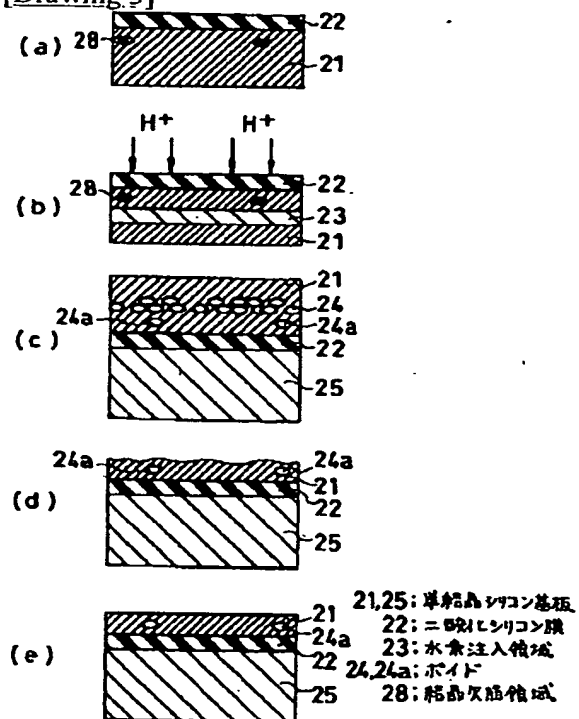 [Drawing 5]
(a)
28
22
21
H+ H+
(b)
28
22
23
21
(c)
24a
21
24
24a
22
25
(d)
24a
24a
21
22
25
(e)
21
24a
22
25
21,25; 単結晶シリコン基板
22; 二酸化シリコン膜
23; 水素注入領域
24,24a; ボイド
28; 結晶欠陥領域